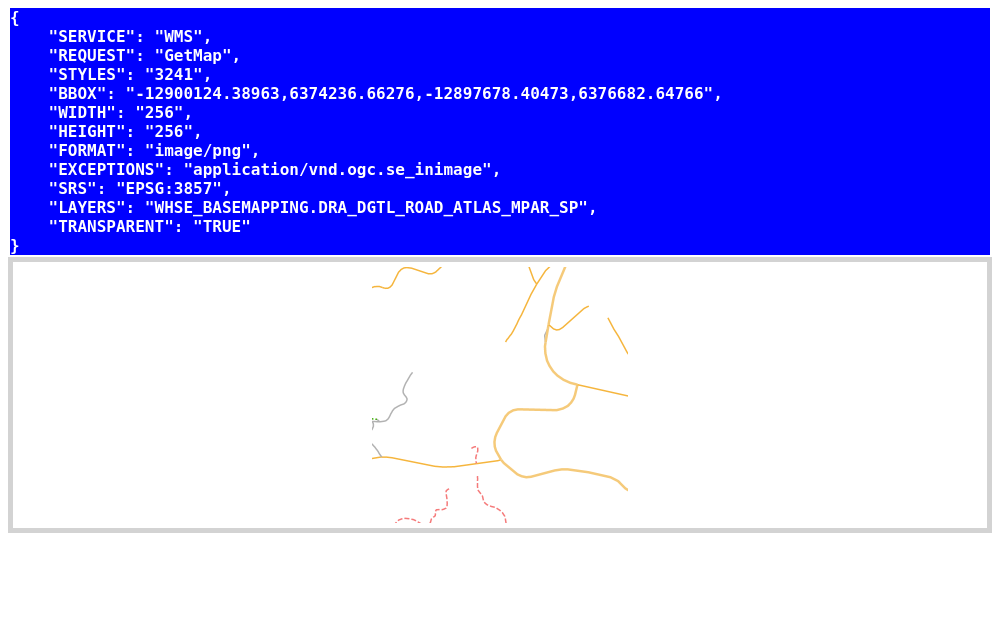 {
    "SERVICE": "WMS",
    "REQUEST": "GetMap",
    "STYLES": "3241",
    "BBOX": "-12900124.38963,6374236.66276,-12897678.40473,6376682.64766",
    "WIDTH": "256",
    "HEIGHT": "256",
    "FORMAT": "image/png",
    "EXCEPTIONS": "application/vnd.ogc.se_inimage",
    "SRS": "EPSG:3857",
    "LAYERS": "WHSE_BASEMAPPING.DRA_DGTL_ROAD_ATLAS_MPAR_SP",
    "TRANSPARENT": "TRUE"
}